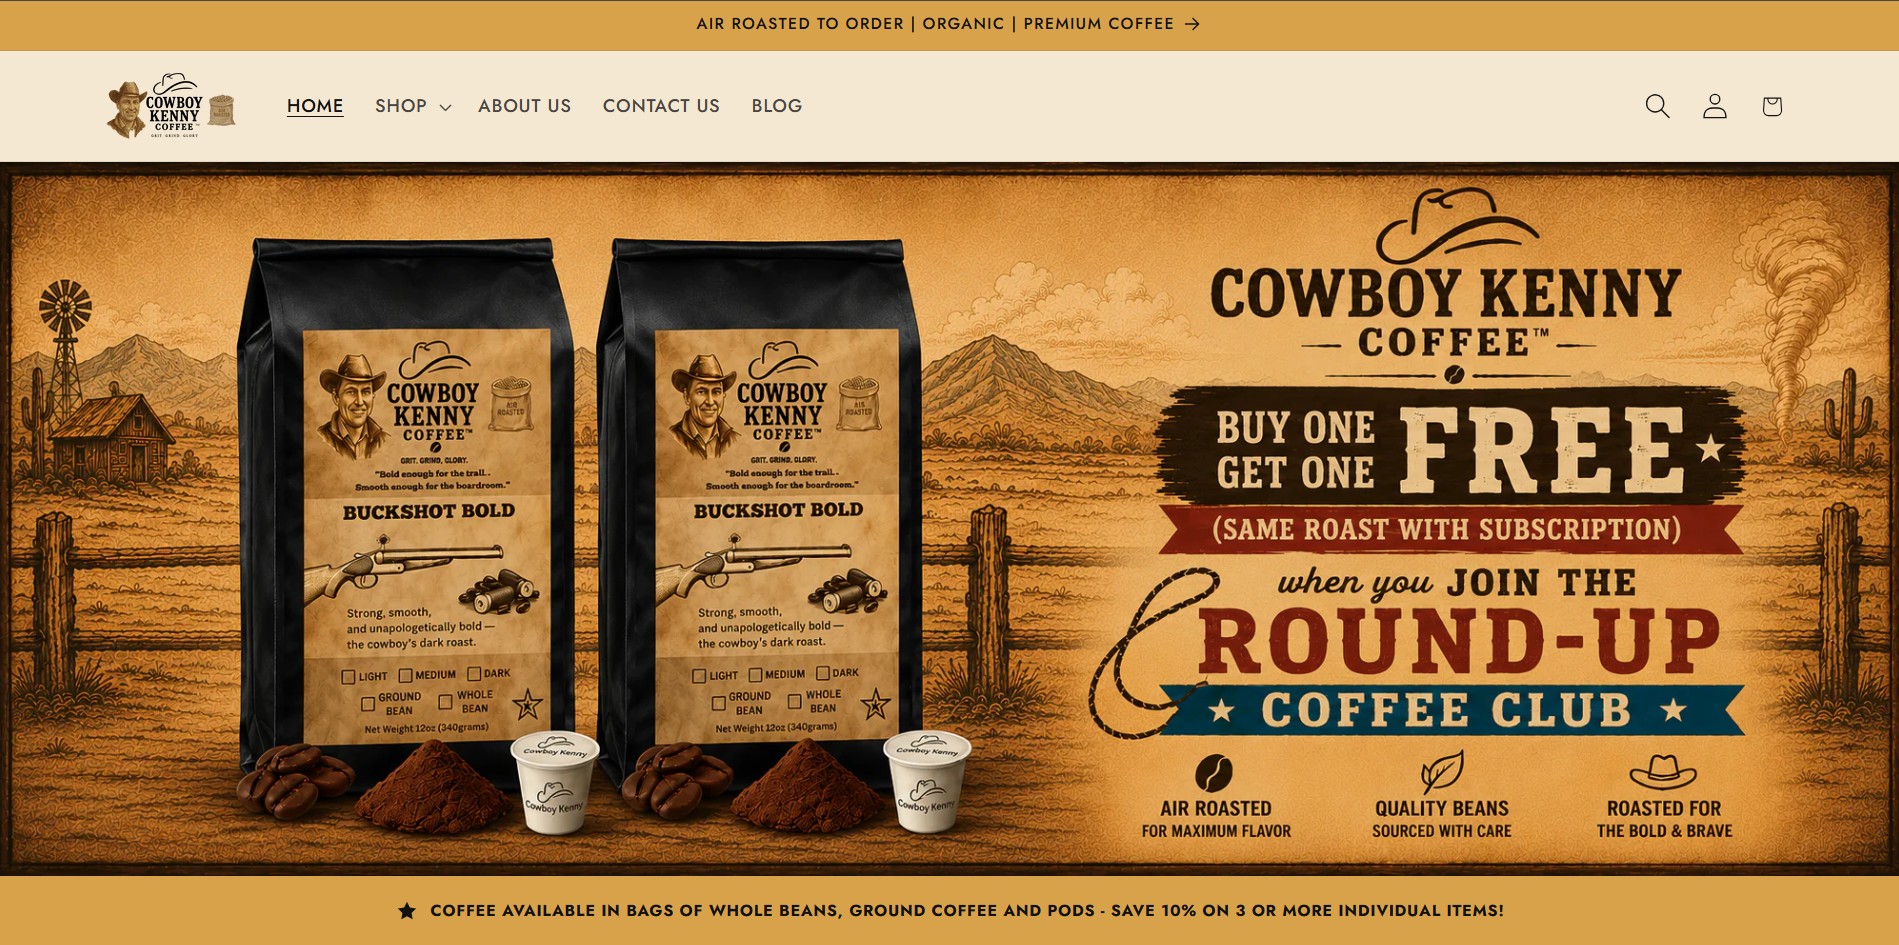 AIR ROASTED TO ORDER | ORGANIC | PREMIUM COFFEE
COWBOY
KENNY
COFFEE
GRIT GRIND GLORY
HOME
SHOP
ABOUT US
CONTACT US
BLOG
COWBOY
KENNY
COFFEE™
AIR
ROASTED
GRIT. GRIND. GLORY.
"Bold enough for the trail..
Smooth enough for the boardroom."
BUCKSHOT BOLD
Strong, smooth,
and unapologetically bold —
the cowboy's dark roast.
LIGHT MEDIUM DARK
GROUND BEAN WHOLE BEAN
Net Weight 12oz (340grams)
Cowboy Kenny
Cowboy Kenny
COWBOY
KENNY
COFFEE™
AIR
ROASTED
GRIT. GRIND. GLORY.
"Bold enough for the trail..
Smooth enough for the boardroom."
BUCKSHOT BOLD
Strong, smooth,
and unapologetically bold —
the cowboy's dark roast.
LIGHT MEDIUM DARK
GROUND BEAN WHOLE BEAN
Net Weight 12oz (340grams)
Cowboy Kenny
Cowboy Kenny
COWBOY KENNY
COFFEE™
BUY ONE
GET ONE
FREE
(SAME ROAST WITH SUBSCRIPTION)
when you JOIN THE
ROUND-UP
COFFEE CLUB
AIR ROASTED
FOR MAXIMUM FLAVOR
QUALITY BEANS
SOURCED WITH CARE
ROASTED FOR
THE BOLD & BRAVE
COFFEE AVAILABLE IN BAGS OF WHOLE BEANS, GROUND COFFEE AND PODS - SAVE 10% ON 3 OR MORE INDIVIDUAL ITEMS!